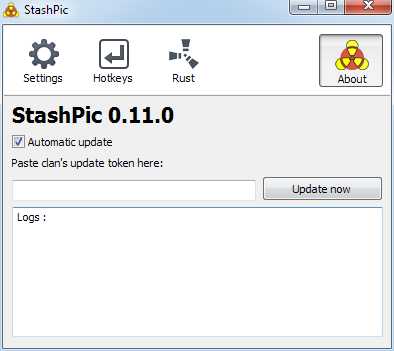 StashPic
Settings Hotkeys Rust About
StashPic 0.11.0
Automatic update
Paste clan's update token here:
Update now
Logs :